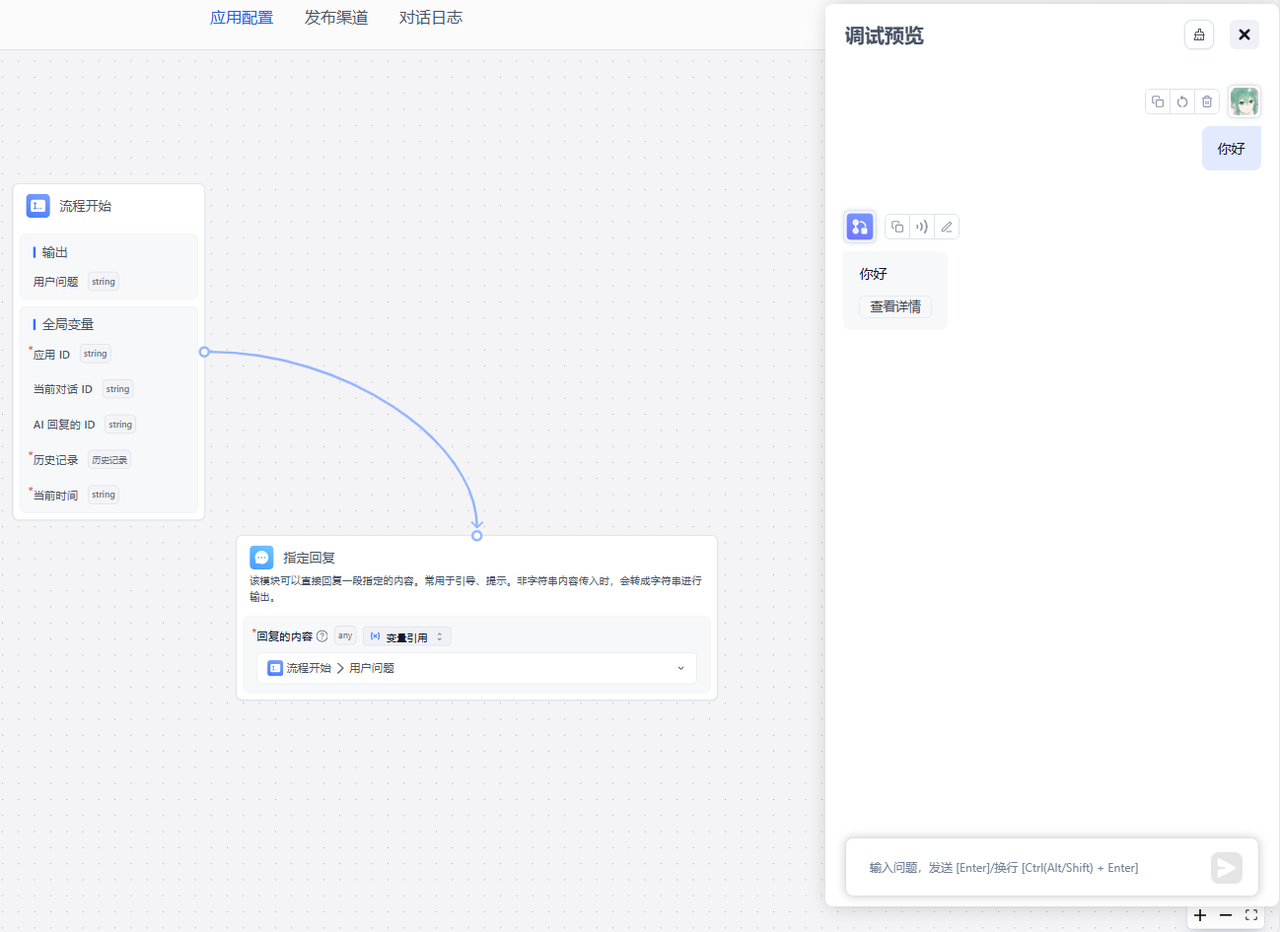 应用配置 发布渠道 对话日志
流程开始
输出
用户问题 string
全局变量
*应用 ID string
当前对话 ID string
AI 回复的 ID string
*历史记录 历史记录
*当前时间 string
指定回复
该模块可以直接回复一段指定的内容。常用于引导、提示。非字符串内容传入时，会转成字符串进行
输出。
*回复的内容 ? any (x) 变量引用
流程开始 > 用户问题
调试预览
你好
你好
查看详情
输入问题，发送 [Enter]/换行 [Ctrl(Alt/Shift) + Enter]